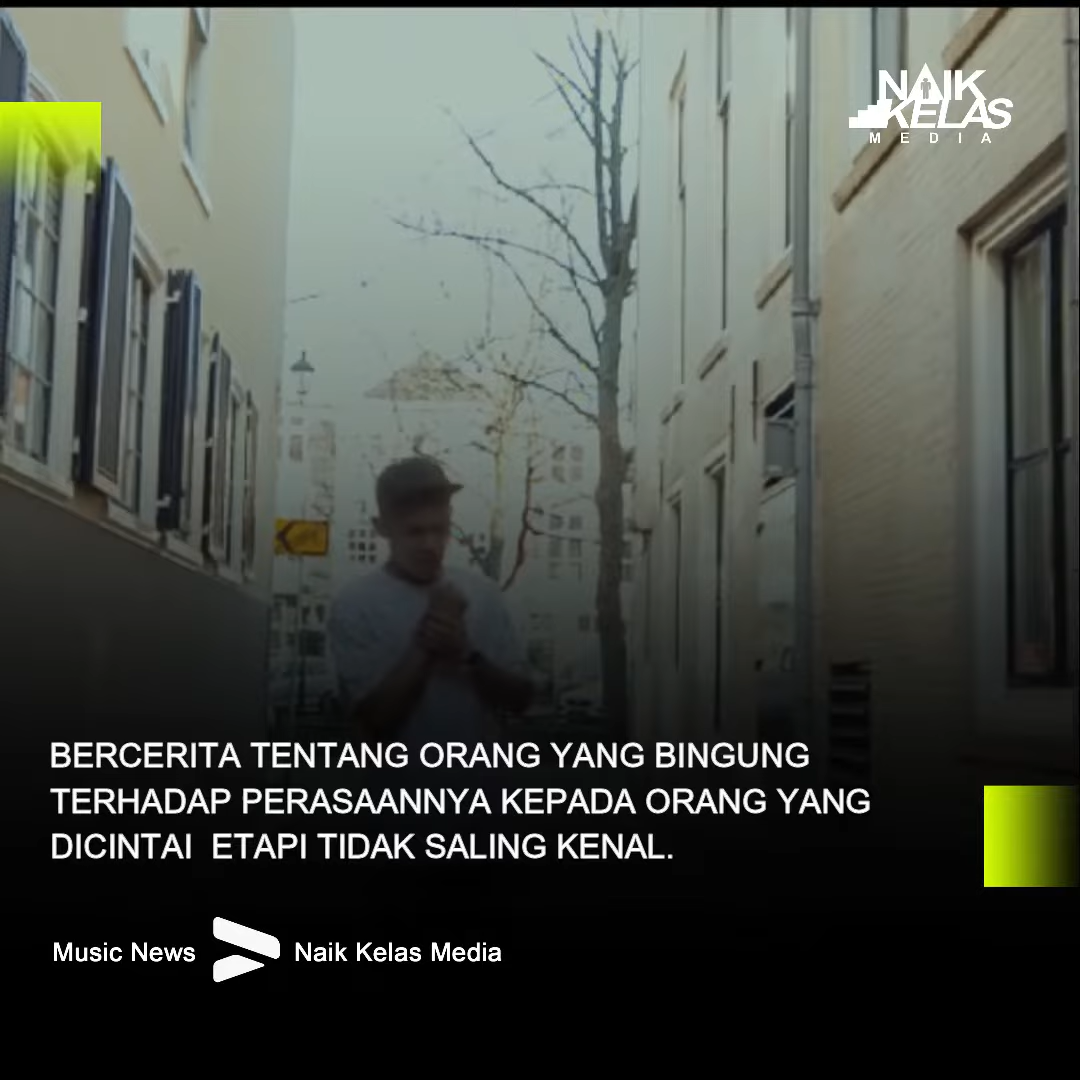 NAIK
KELAS
MEDIA
BERCERITA TENTANG ORANG YANG BINGUNG
TERHADAP PERASAANNYA KEPADA ORANG YANG
DICINTAI  ETAPI TIDAK SALING KENAL.
Music News Naik Kelas Media